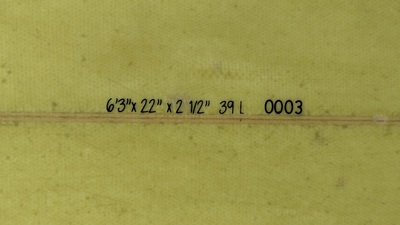 6'3" x 22" x 2 1/2" 39 L 0003